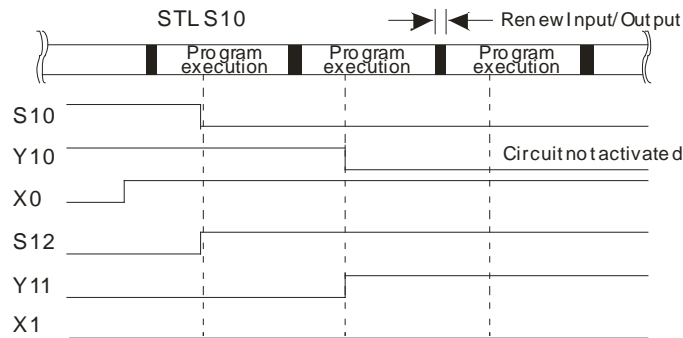 STL S10
Renew Input/Output
Program execution
Program execution
Program execution
S10
Y10
Circuit not activated
X0
S12
Y11
X1